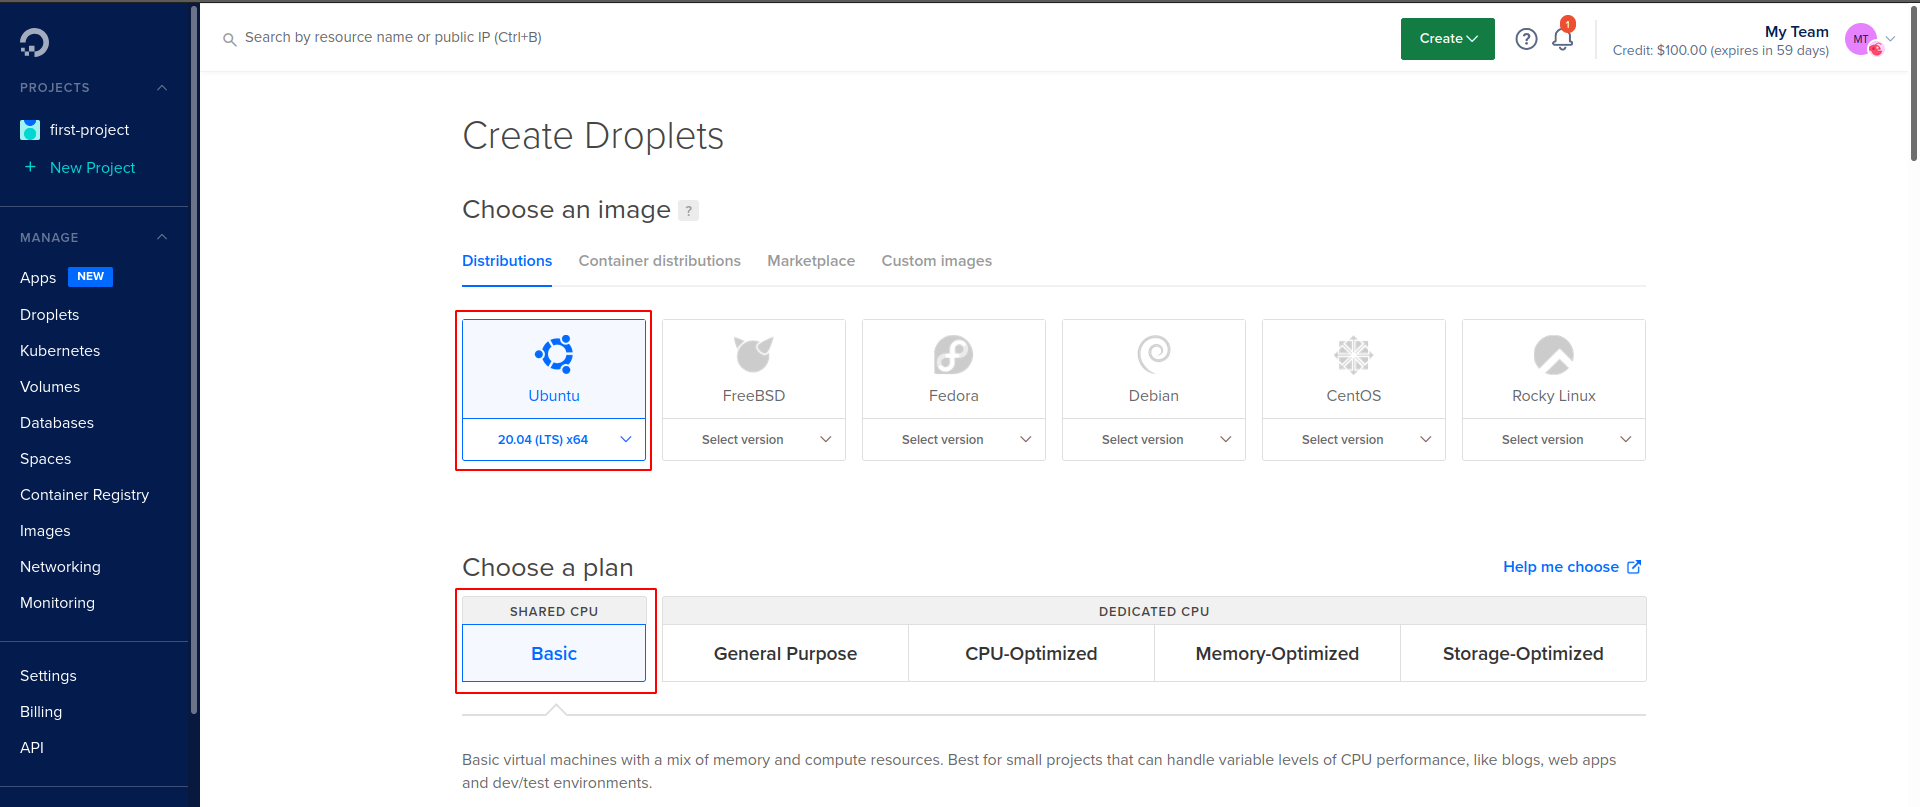 Search by resource name or public IP (Ctrl+B)
Create
?
1
My Team
Credit: $100.00 (expires in 59 days)
MT
PROJECTS
first-project
+ New Project
MANAGE
Apps NEW
Droplets
Kubernetes
Volumes
Databases
Spaces
Container Registry
Images
Networking
Monitoring
Settings
Billing
API
Create Droplets
Choose an image ?
Distributions Container distributions Marketplace Custom images
Ubuntu FreeBSD Fedora Debian CentOS Rocky Linux
20.04 (LTS) x64 Select version Select version Select version Select version Select version
Choose a plan
Help me choose
SHARED CPU DEDICATED CPU
Basic General Purpose CPU-Optimized Memory-Optimized Storage-Optimized
Basic virtual machines with a mix of memory and compute resources. Best for small projects that can handle variable levels of CPU performance, like blogs, web apps
and dev/test environments.